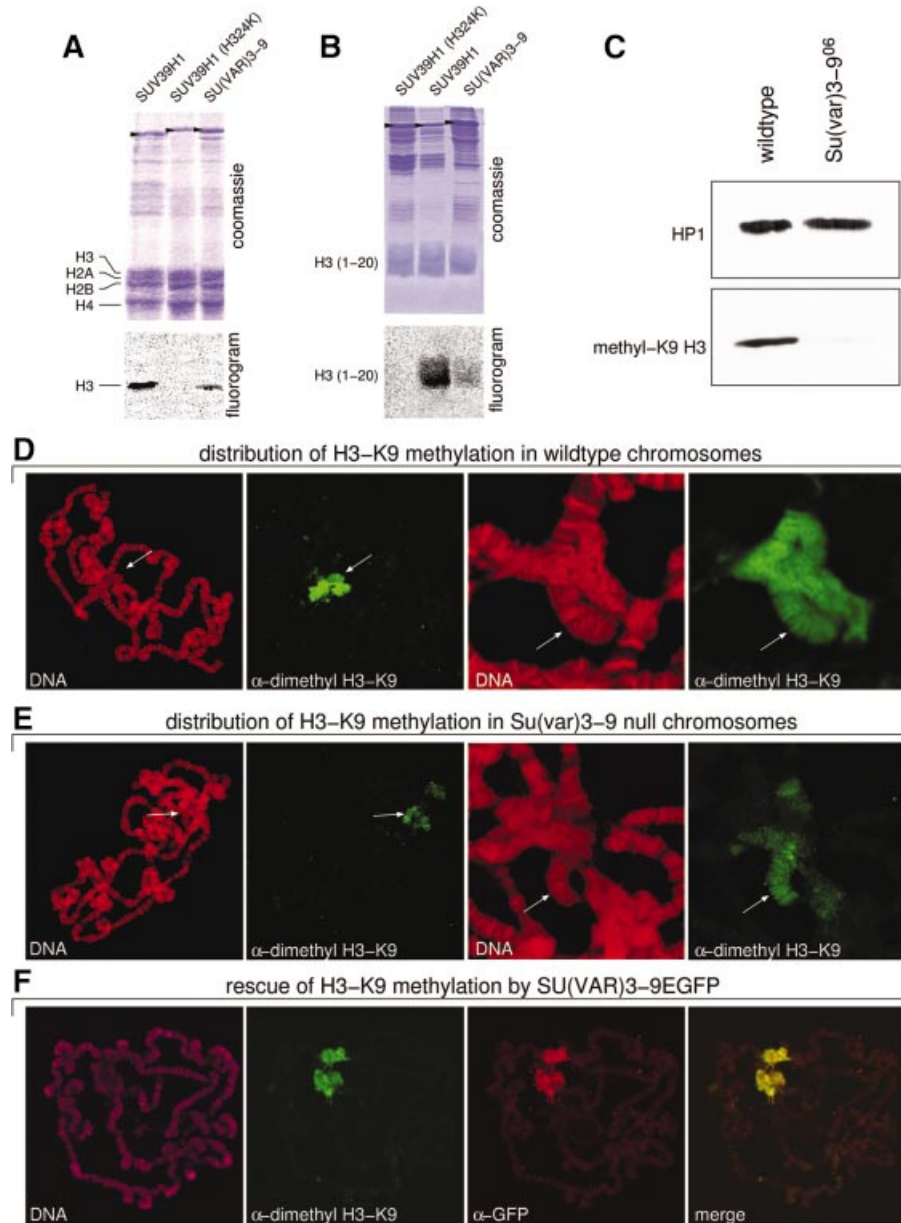 A
SUV39H1
SUV39H1 (H324K)
SU(VAR)3-9
coomassie
H3
H2A
H2B
H4
H3
fluorogram
B
SUV39H1 (H324K)
SUV39H1
SU(VAR)3-9
coomassie
H3 (1-20)
H3 (1-20)
fluorogram
C
wildtype
Su(var)3-9⁰⁶
HP1
methyl-K9 H3
D
distribution of H3-K9 methylation in wildtype chromosomes
DNA
α-dimethyl H3-K9
DNA
α-dimethyl H3-K9
E
distribution of H3-K9 methylation in Su(var)3-9 null chromosomes
DNA
α-dimethyl H3-K9
DNA
α-dimethyl H3-K9
F
rescue of H3-K9 methylation by SU(VAR)3-9EGFP
DNA
α-dimethyl H3-K9
α-GFP
merge